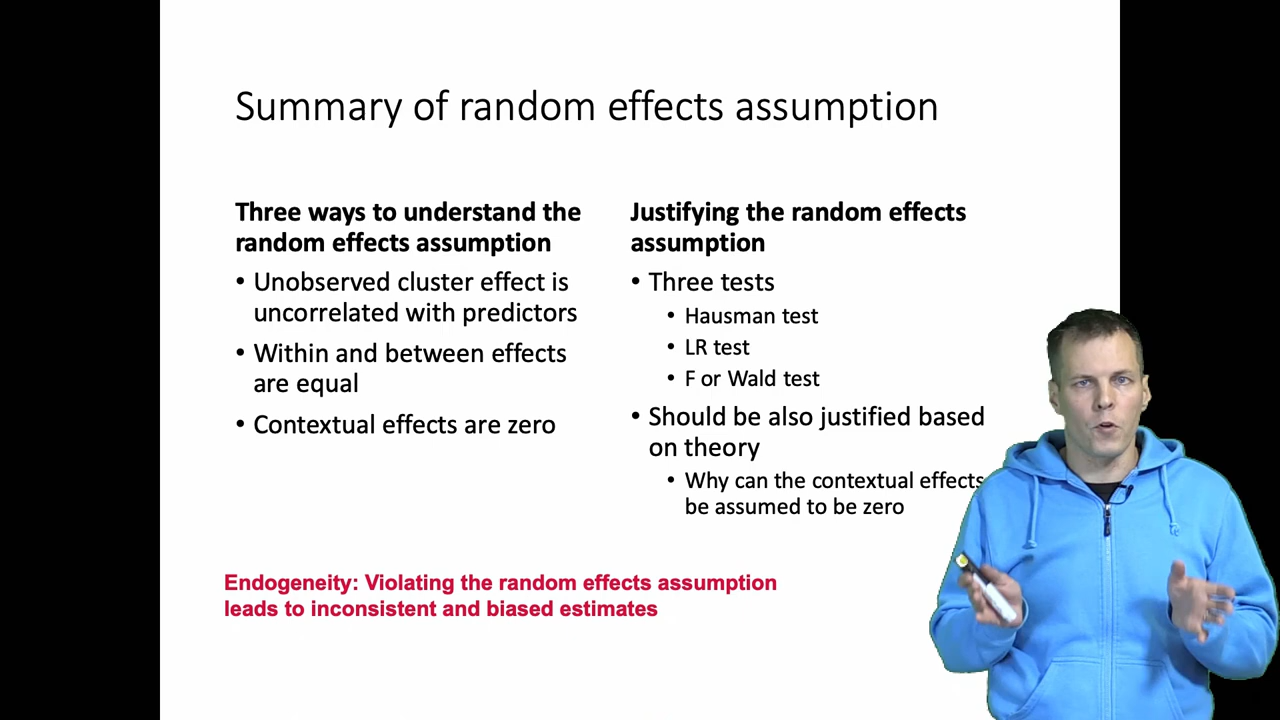 Summary of random effects assumption
Three ways to understand the
random effects assumption
• Unobserved cluster effect is
uncorrelated with predictors
• Within and between effects
are equal
• Contextual effects are zero
Justifying the random effects
assumption
• Three tests
• Hausman test
• LR test
• F or Wald test
• Should be also justified based
on theory
• Why can the contextual effects
be assumed to be zero
Endogeneity: Violating the random effects assumption
leads to inconsistent and biased estimates